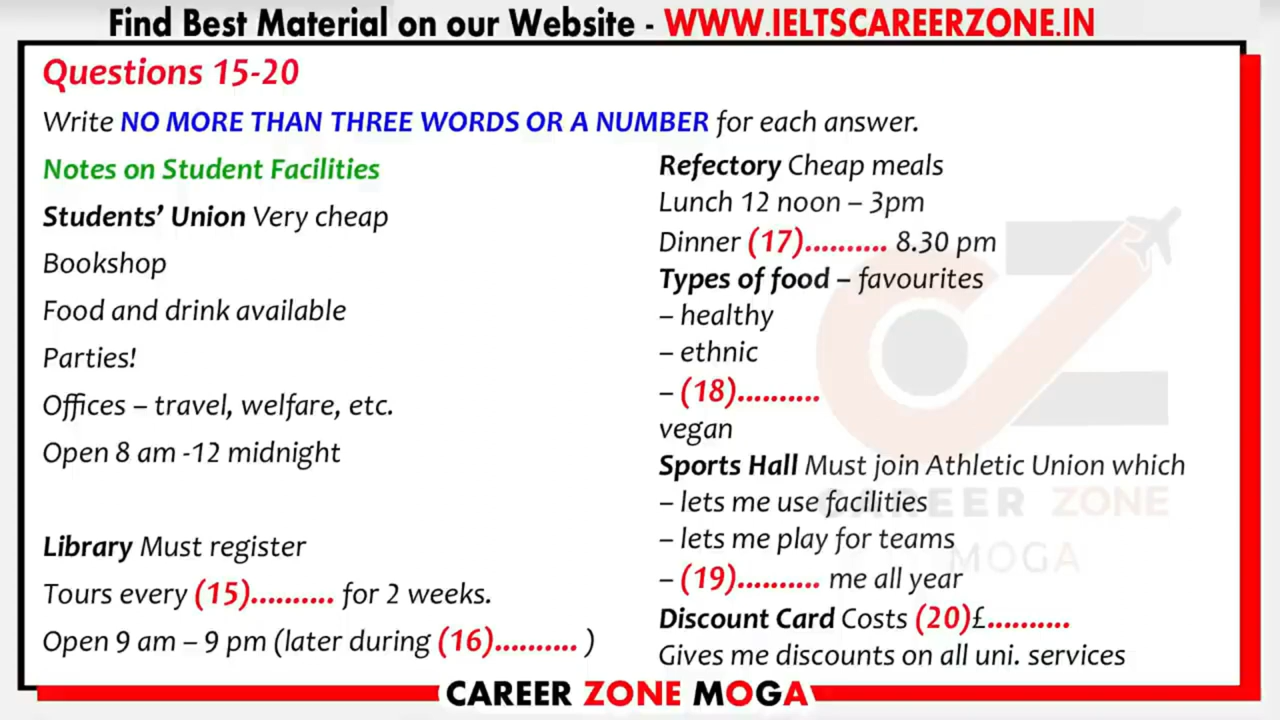 Find Best Material on our Website - WWW.IELTSCAREERZONE.IN
Questions 15-20
Write NO MORE THAN THREE WORDS OR A NUMBER for each answer.
Notes on Student Facilities
Students’ Union Very cheap
Bookshop
Food and drink available
Parties!
Offices – travel, welfare, etc.
Open 8 am -12 midnight
Library Must register
Tours every (15).......... for 2 weeks.
Open 9 am – 9 pm (later during (16).......... )
Refectory Cheap meals
Lunch 12 noon – 3pm
Dinner (17).......... 8.30 pm
Types of food – favourites
– healthy
– ethnic
– (18)..........
vegan
Sports Hall Must join Athletic Union which
– lets me use facilities
– lets me play for teams
– (19).......... me all year
Discount Card Costs (20)£..........
Gives me discounts on all uni. services
CAREER ZONE
MOGA
CAREER ZONE MOGA